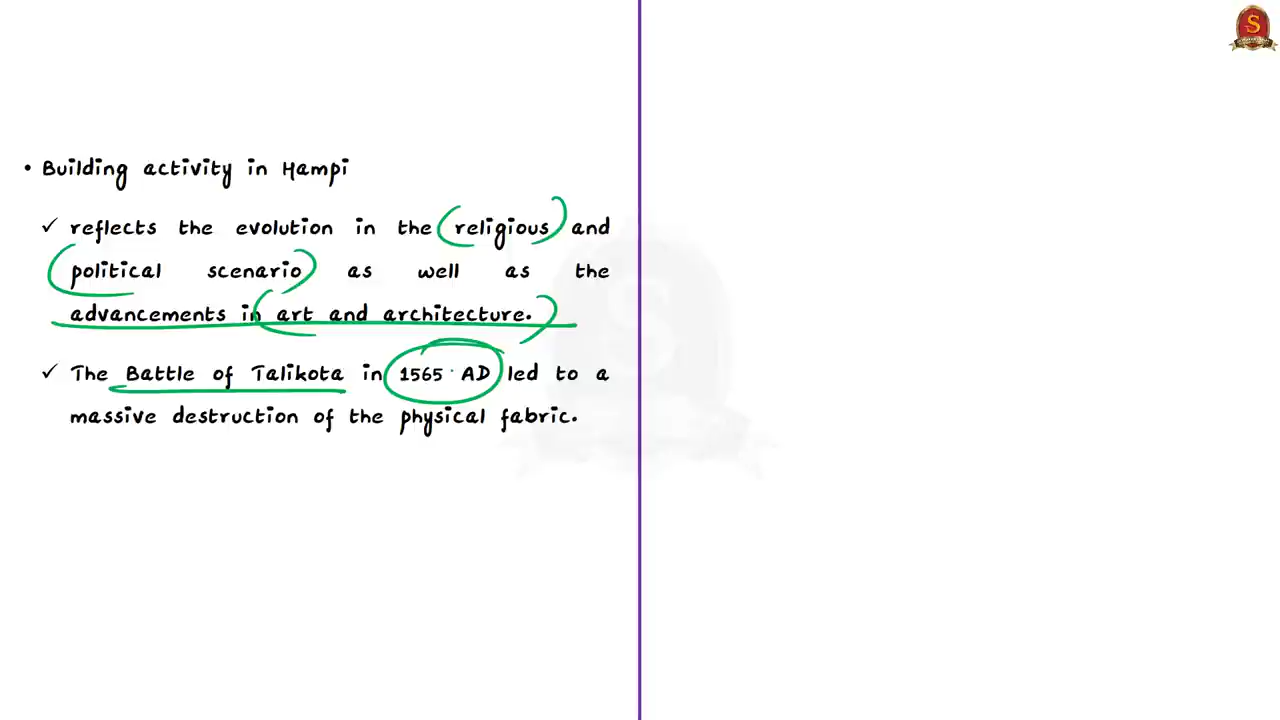 • Building activity in Hampi
✓ reflects the evolution in the religious and
political scenario as well as the
advancements in art and architecture.
✓ The Battle of Talikota in 1565 AD led to a
massive destruction of the physical fabric.
S